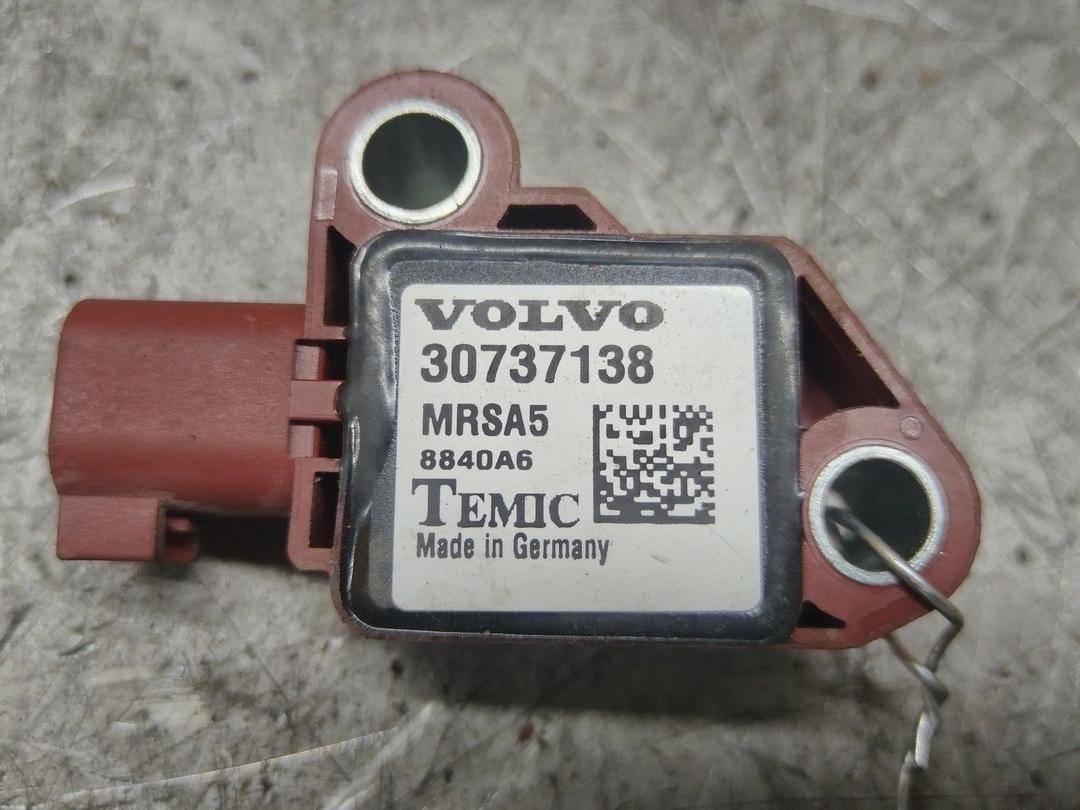 VOLVO
30737138
MRSA5
8840A6
TEMIC
Made in Germany